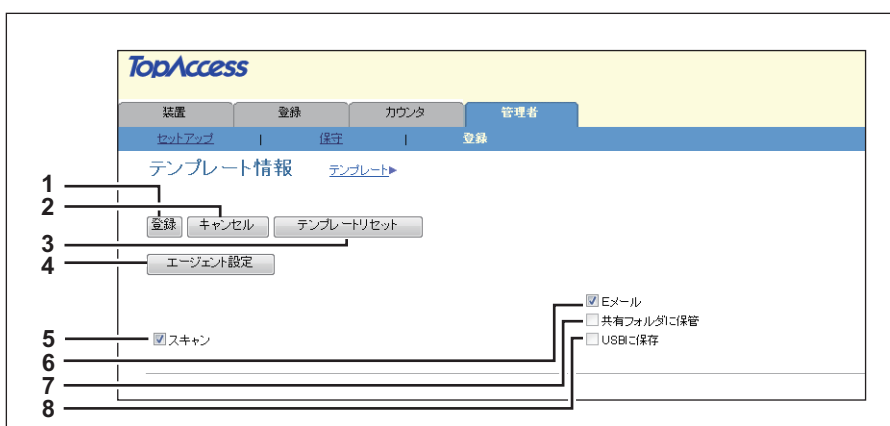 TopAccess
装置 登録 カウンタ 管理者
セットアップ | 保守 | 登録
テンプレート情報 テンプレート▶
1
2
登録 キャンセル テンプレートリセット
3
4
エージェント設定
Eメール
共有フォルダに保管
5
スキャン
USBに保存
6
7
8